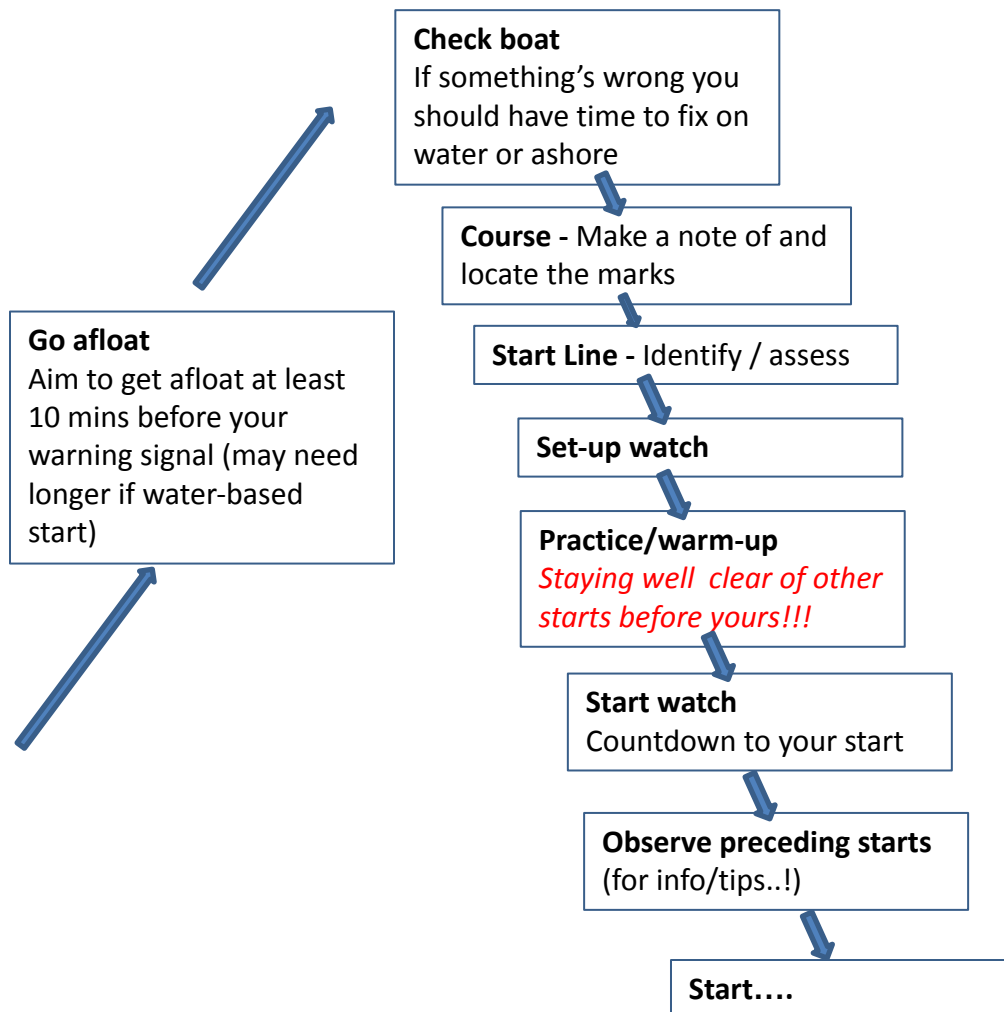 Go afloat
Aim to get afloat at least
10 mins before your
warning signal (may need
longer if water-based
start)
Check boat
If something’s wrong you
should have time to fix on
water or ashore
Course - Make a note of and
locate the marks
Start Line - Identify / assess
Set-up watch
Practice/warm-up
Staying well  clear of other
starts before yours!!!
Start watch
Countdown to your start
Observe preceding starts
(for info/tips..!)
Start….